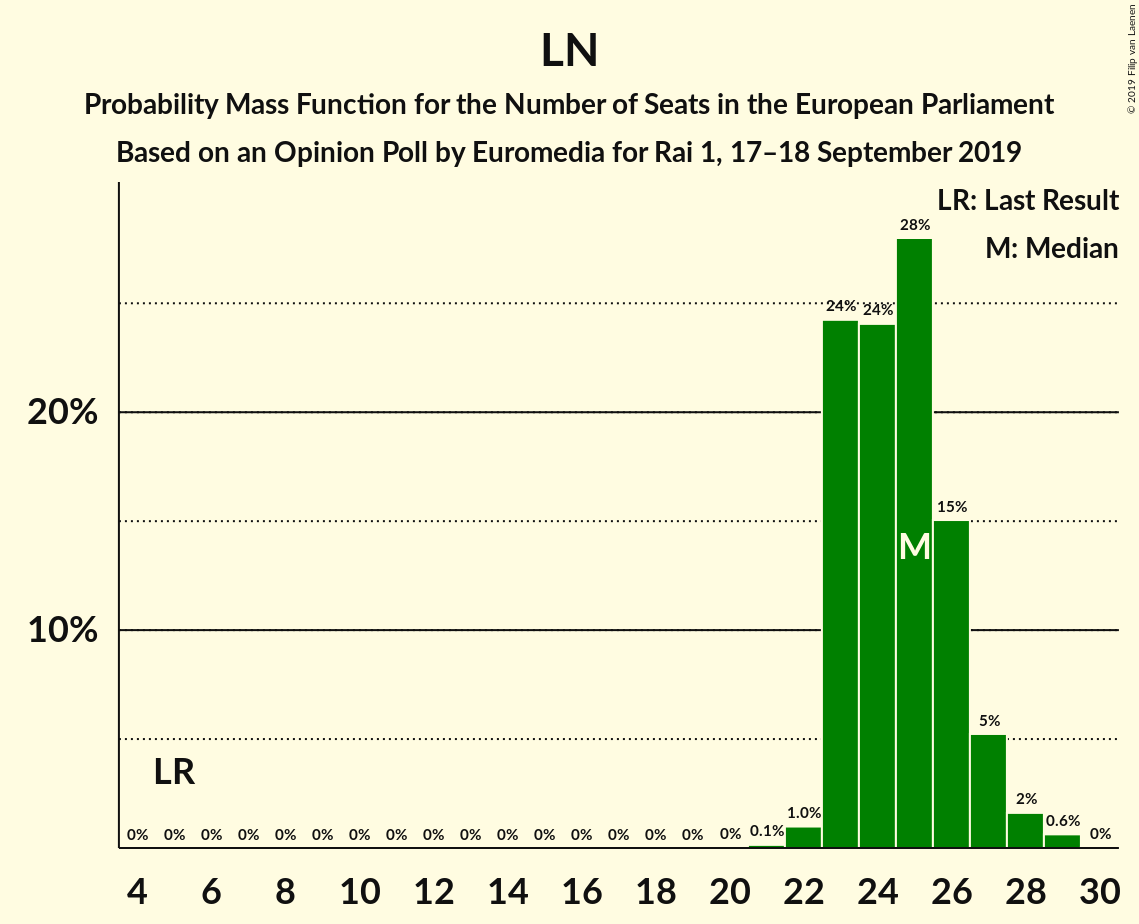 LN
Probability Mass Function for the Number of Seats in the European Parliament
Based on an Opinion Poll by Euromedia for Rai 1, 17–18 September 2019
© 2019 Filip van Laenen
LR: Last Result
M: Median
28%
24% 24%
20%
15%
M
10%
5%
LR
2%
1.0%
0.6%
0% 0% 0% 0% 0% 0% 0% 0% 0% 0% 0% 0% 0% 0% 0% 0% 0% 0.1% 0%
4 6 8 10 12 14 16 18 20 22 24 26 28 30